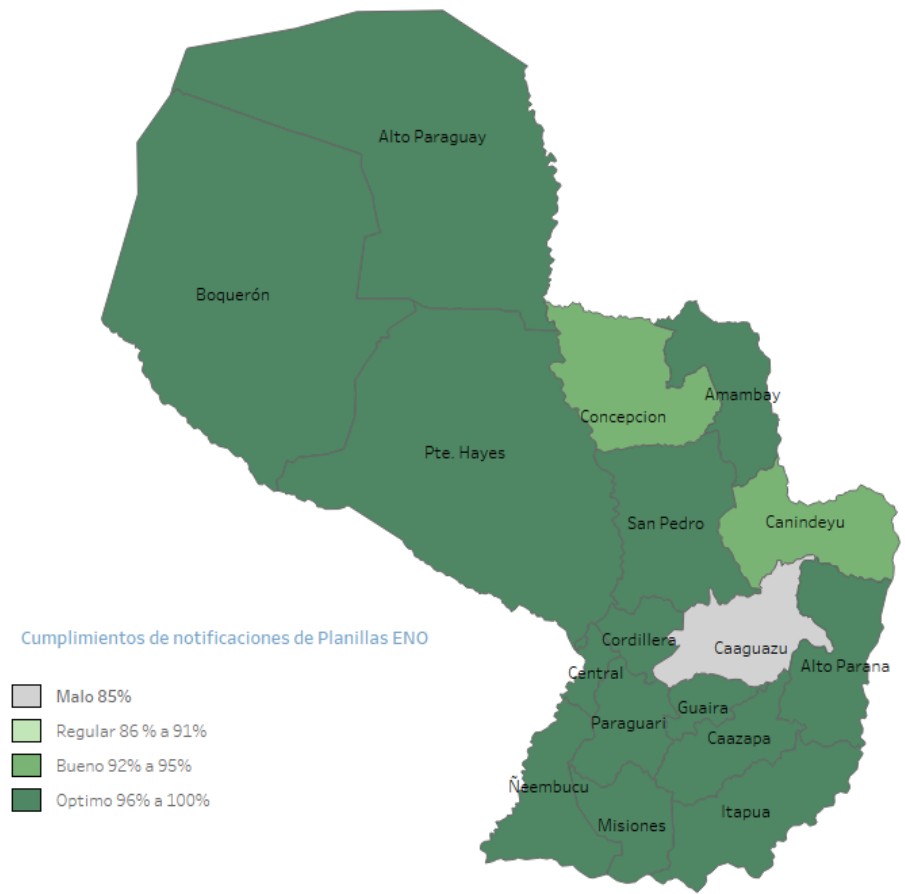 Alto Paraguay
Boquerón
Amambay
Concepcion
Pte. Hayes
San Pedro
Canindeyu
Cordillera
Caaguazu
Alto Parana
Central
Guaira
Paraguari
Caazapa
Ñeembucu
Itapua
Misiones
Cumplimientos de notificaciones de Planillas ENO
Malo 85%
Regular 86 % a 91%
Bueno 92% a 95%
Optimo 96% a 100%